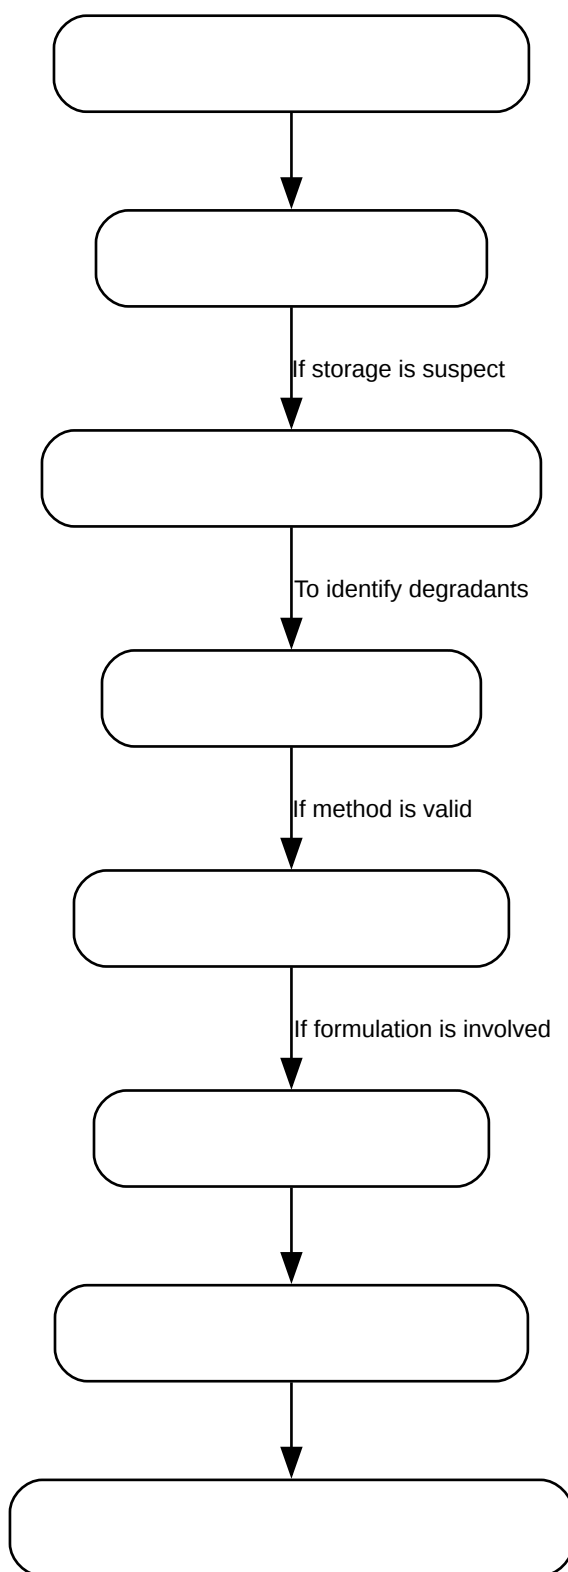 If storage is suspect
To identify degradants
If method is valid
If formulation is involved